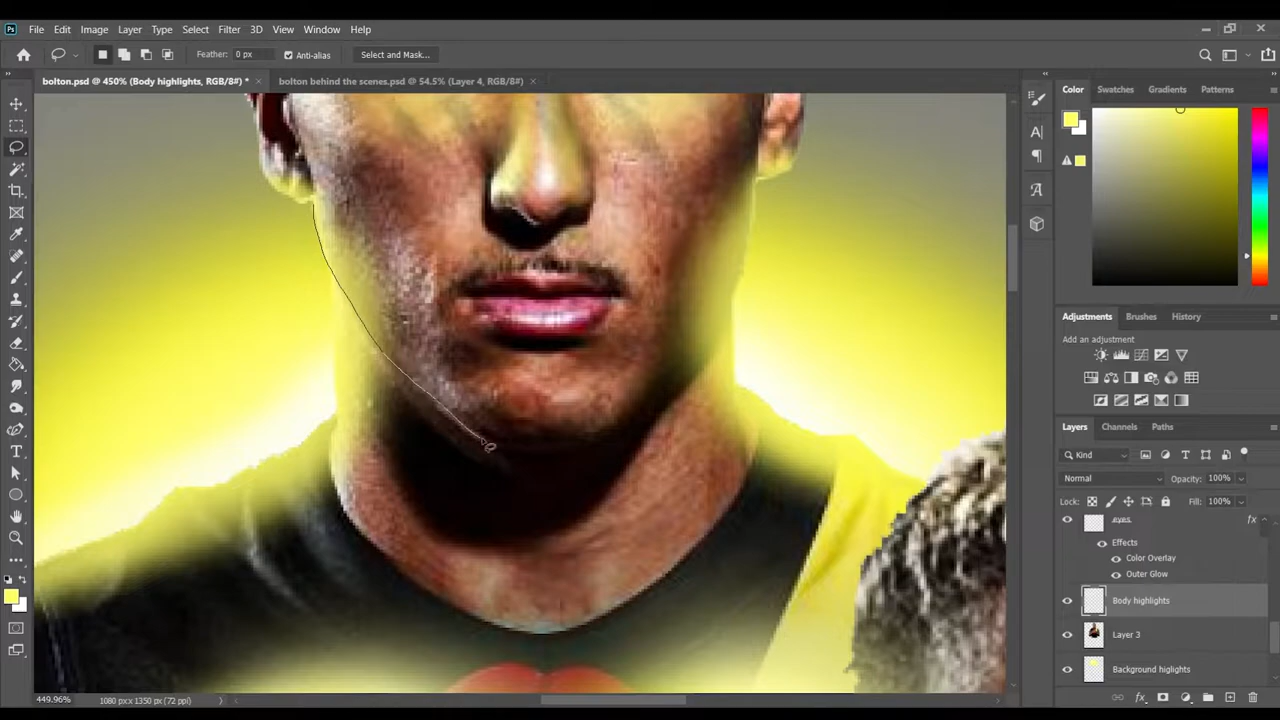 Ps File Edit Image Layer Type Select Filter 3D View Window Help
Feather: 0 px Anti-alias Select and Mask...
bolton.psd @ 450% (Body highlights, RGB/8#) * × bolton behind the scenes.psd @ 54.5% (Layer 4, RGB/8#) ×
Color Swatches Gradients Patterns
Adjustments Brushes History
Add an adjustment
Layers Channels Paths
Kind
Normal Opacity: 100%
Lock: Fill: 100%
eyes fx
Effects
Color Overlay
Outer Glow
Body highlights
Layer 3
Background higlights
449.96% 1080 px x 1350 px (72 ppi)